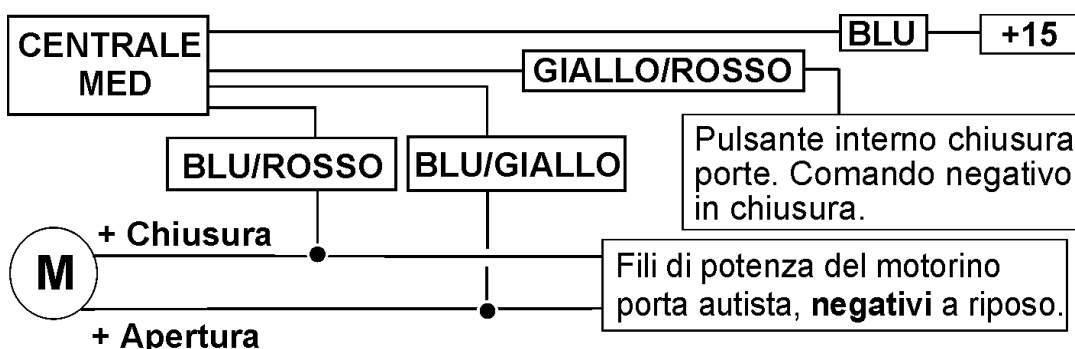 CENTRALE
MED
BLU
+15
GIALLO/ROSSO
BLU/ROSSO
BLU/GIALLO
Pulsante interno chiusura
porte. Comando negativo
in chiusura.
+ Chiusura
M
Fili di potenza del motorino
porta autista, negativi a riposo.
+ Apertura